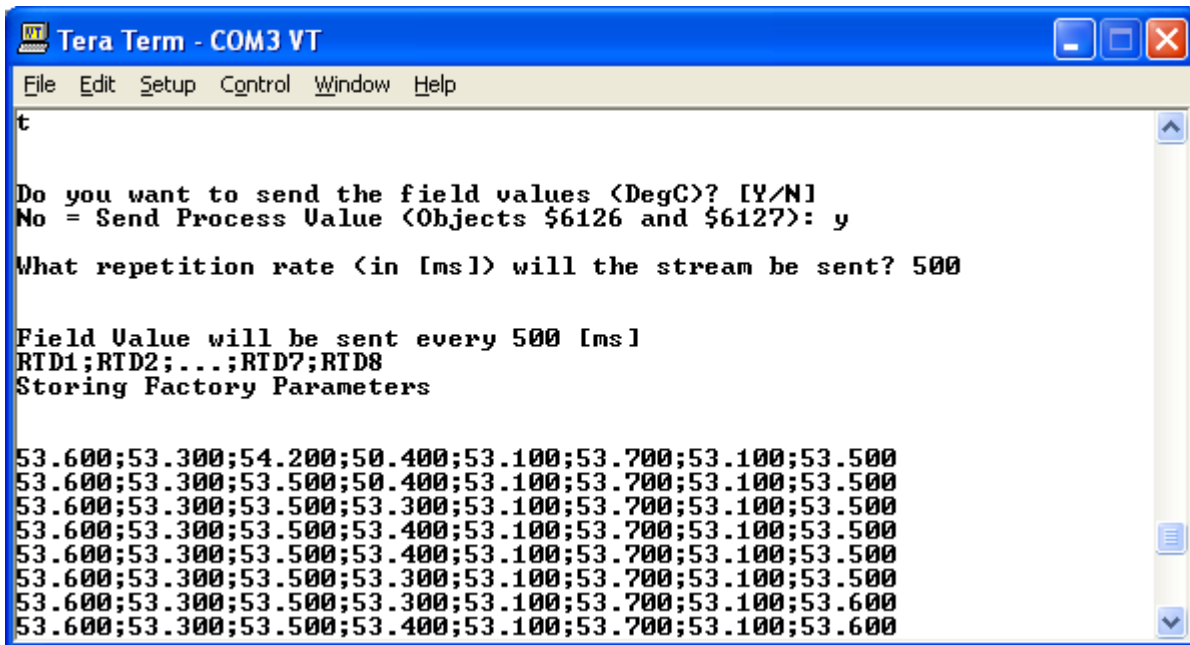 Tera Term - COM3 VT
File Edit Setup Control Window Help
t
Do you want to send the field values (DegC)? [Y/N]
No = Send Process Value (Objects $6126 and $6127): y
What repetition rate (in [ms]) will the stream be sent? 500
Field Value will be sent every 500 [ms]
RTD1;RTD2;...;RTD7;RTD8
Storing Factory Parameters
53.600;53.300;54.200;50.400;53.100;53.700;53.100;53.500
53.600;53.300;53.500;50.400;53.100;53.700;53.100;53.500
53.600;53.300;53.500;53.300;53.100;53.700;53.100;53.500
53.600;53.300;53.500;53.400;53.100;53.700;53.100;53.500
53.600;53.300;53.500;53.400;53.100;53.700;53.100;53.500
53.600;53.300;53.500;53.300;53.100;53.700;53.100;53.500
53.600;53.300;53.500;53.300;53.100;53.700;53.100;53.600
53.600;53.300;53.500;53.400;53.100;53.700;53.100;53.600